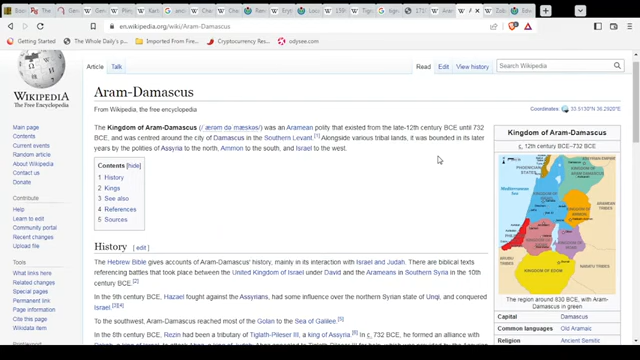 en.wikipedia.org/wiki/Aram-Damascus
Getting Started
The Whole Daily's p...
Imported From Firef...
Cryptocurrency Resc...
odysee.com
WIKIPEDIA
The Free Encyclopedia
Main page
Contents
Current events
Random article
About Wikipedia
Contact us
Donate
Contribute
Help
Learn to edit
Community portal
Recent changes
Upload file
Tools
What links here
Related changes
Special pages
Permanent link
Page information
Cite this page
Wikidata item
Article
Talk
Read
Edit
View history
Search Wikipedia
Aram-Damascus
From Wikipedia, the free encyclopedia
Coordinates:
The Kingdom of Aram-Damascus
was an Aramean polity that existed from the late-12th century BCE until 732
BCE, and was centred around the city of Damascus in the Southern Levant.[1] Alongside various tribal lands, it was bounded in its later
years by the polities of Assyria to the north, Ammon to the south, and Israel to the west.
Contents [hide]
1 History
2 Kings
3 See also
4 References
5 Sources
History [ edit ]
The Hebrew Bible gives accounts of Aram-Damascus' history, mainly in its interaction with Israel and Judah. There are biblical texts
referencing battles that took place between the United Kingdom of Israel under David and the Arameans in Southern Syria in the 10th
century BCE.[2]
In the 9th century BCE, Hazael fought against the Assyrians, had some influence over the northern Syrian state of Unqi, and conquered
Israel.[3][4]
To the southwest, Aram-Damascus reached most of the Golan to the Sea of Galilee.[5]
In the 8th century BCE, Rezin had been a tributary of Tiglath-Pileser III, a king of Assyria.[6] In c. 732 BCE, he formed an alliance with
Kingdom of Aram-Damascus
c. 12th century BCE–732 BCE
Mediterranean
Sea
KINGDOM OF EDOM
The region around 830 BCE, with Aram-
Damascus in green
Capital
Damascus
Common languages
Old Aramaic
Religion
Ancient Semitic